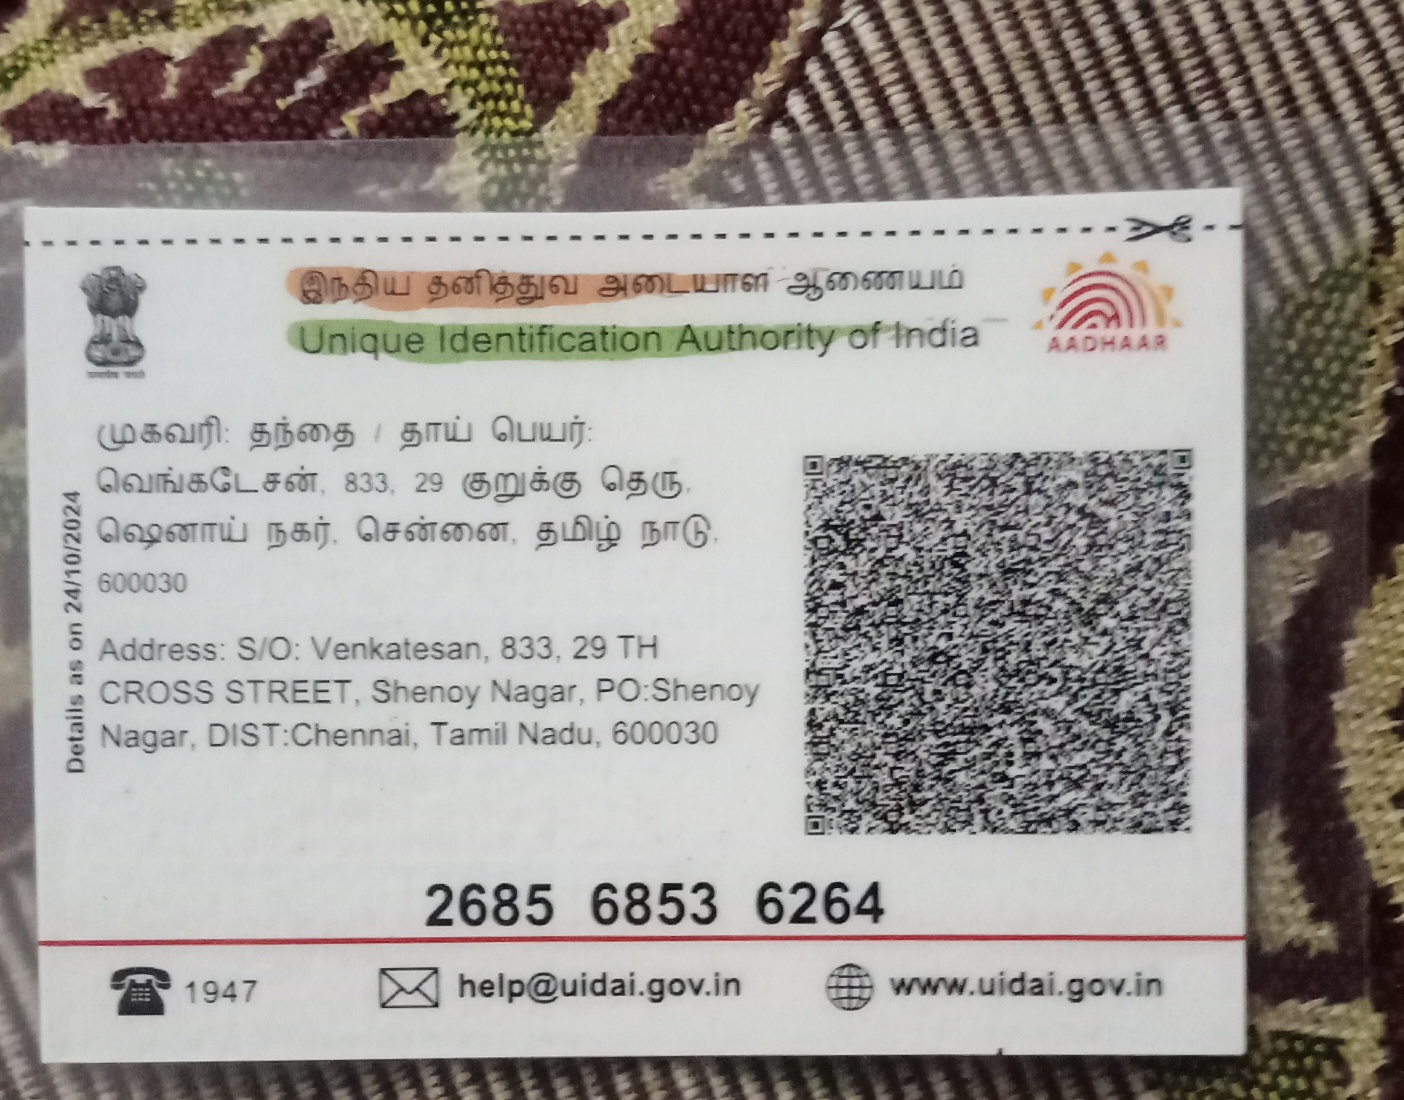 இந்திய தனித்துவ அடையாள ஆணையம்
Unique Identification Authority of India
AADHAAR
முகவரி: தந்தை / தாய் பெயர்:
வெங்கடேசன், 833, 29 குறுக்கு தெரு,
ஷெனாய் நகர், சென்னை, தமிழ் நாடு,
600030
Details as on 24/10/2024
Address: S/O: Venkatesan, 833, 29 TH
CROSS STREET, Shenoy Nagar, PO:Shenoy
Nagar, DIST:Chennai, Tamil Nadu, 600030
2685 6853 6264
1947
help@uidai.gov.in
www.uidai.gov.in